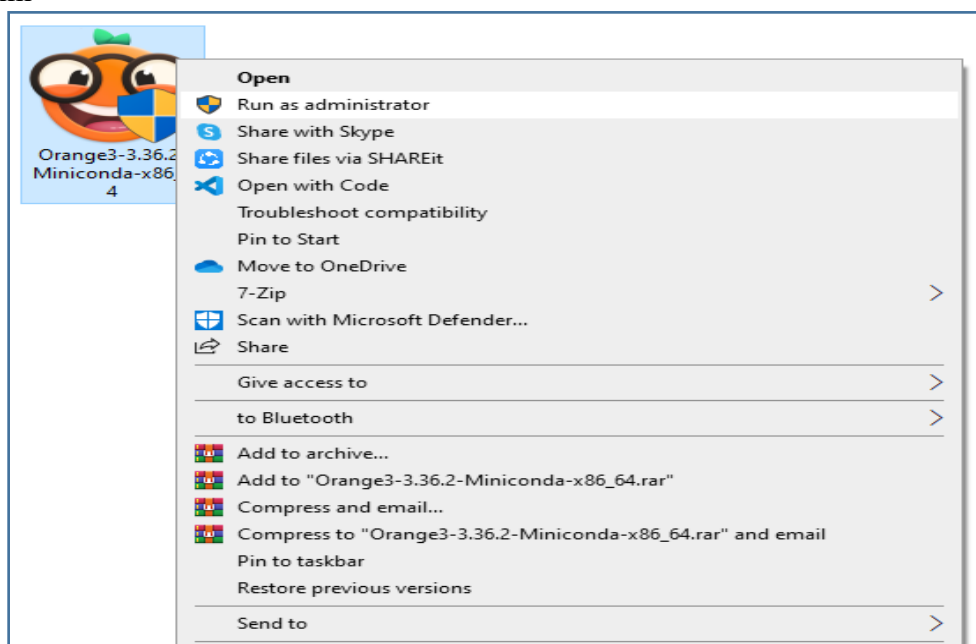 Orange3-3.36.2
Miniconda-x86_
4
Open
Run as administrator
Share with Skype
Share files via SHAREit
Open with Code
Troubleshoot compatibility
Pin to Start
Move to OneDrive
7-Zip
Scan with Microsoft Defender...
Share
Give access to
to Bluetooth
Add to archive...
Add to "Orange3-3.36.2-Miniconda-x86_64.rar"
Compress and email...
Compress to "Orange3-3.36.2-Miniconda-x86_64.rar" and email
Pin to taskbar
Restore previous versions
Send to